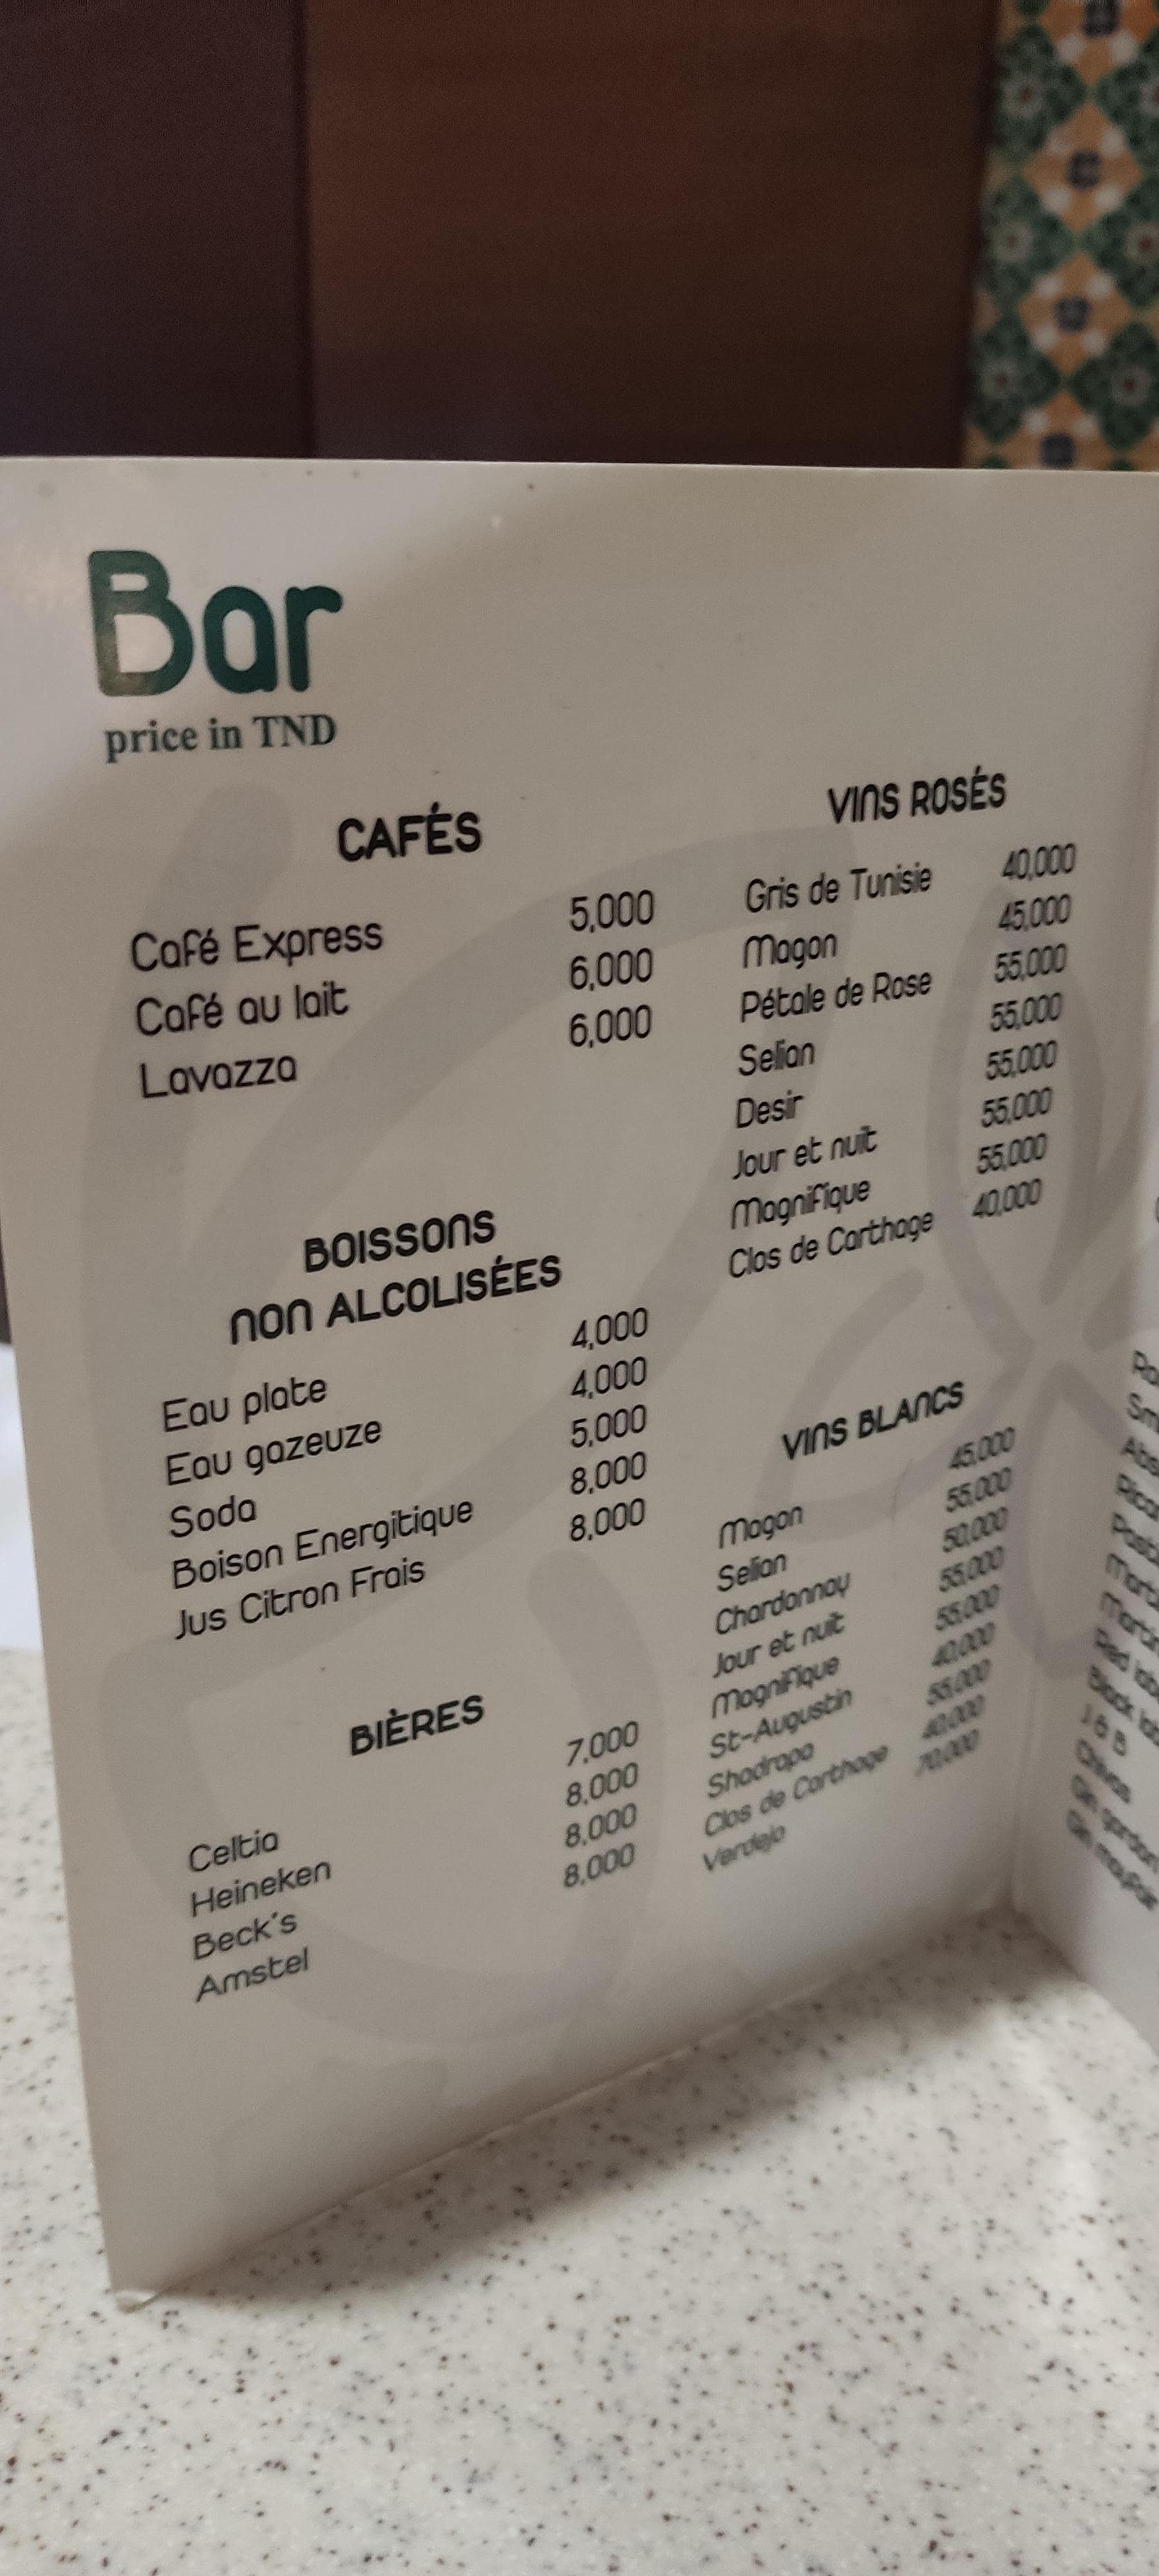 Bar
price in TND
CAFÉS
Café Express 5,000
Café au lait 6,000
Lavazza 6,000
BOISSONS
NON ALCOLISÉES
Eau plate 4,000
Eau gazeuze 4,000
Soda 5,000
Boison Energitique 8,000
Jus Citron Frais 8,000
BIÈRES
Celtia 7,000
Heineken 8,000
Beck's 8,000
Amstel 8,000
VINS ROSÉS
Gris de Tunisie 40,000
Magon 45,000
Pétale de Rose 55,000
Selian 55,000
Desir 55,000
Jour et nuit 55,000
Magnifique 55,000
Clos de Carthage 40,000
VINS BLANCS
Magon 45,000
Selian 55,000
Chardonnay 50,000
Jour et nuit 55,000
Magnifique 55,000
St-Augustin 40,000
Shadrapa 55,000
Clos de Carthage 40,000
Verdejo 70,000
Black
J & B
Chivas
Gin gordon
Gin